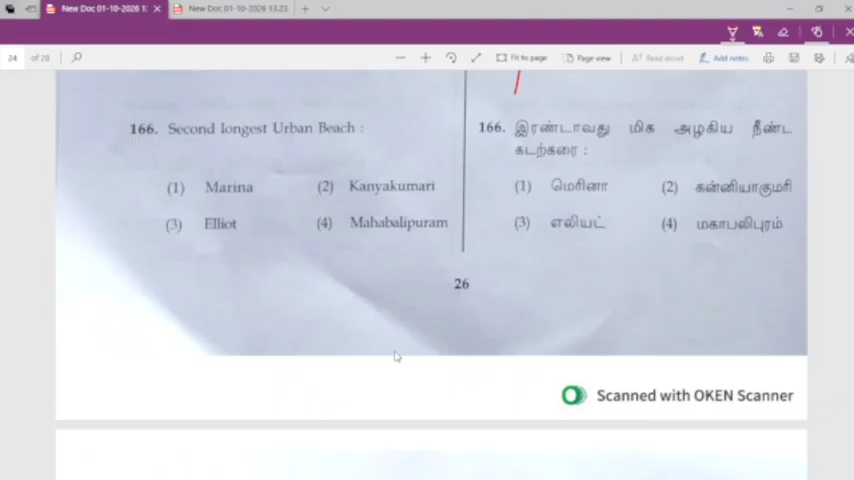 New Doc 01-10-2026 1:
New Doc 01-10-2026 13.23
24 of 28
Fit to page
Page view
Read aloud
Add notes
166. Second longest Urban Beach :
(1) Marina (2) Kanyakumari
(3) Elliot (4) Mahabalipuram
166. இரண்டாவது மிக அழகிய நீண்ட
கடற்கரை :
(1) மெரினா (2) கன்னியாகுமரி
(3) எலியட் (4) மகாபலிபுரம்
26
Scanned with OKEN Scanner